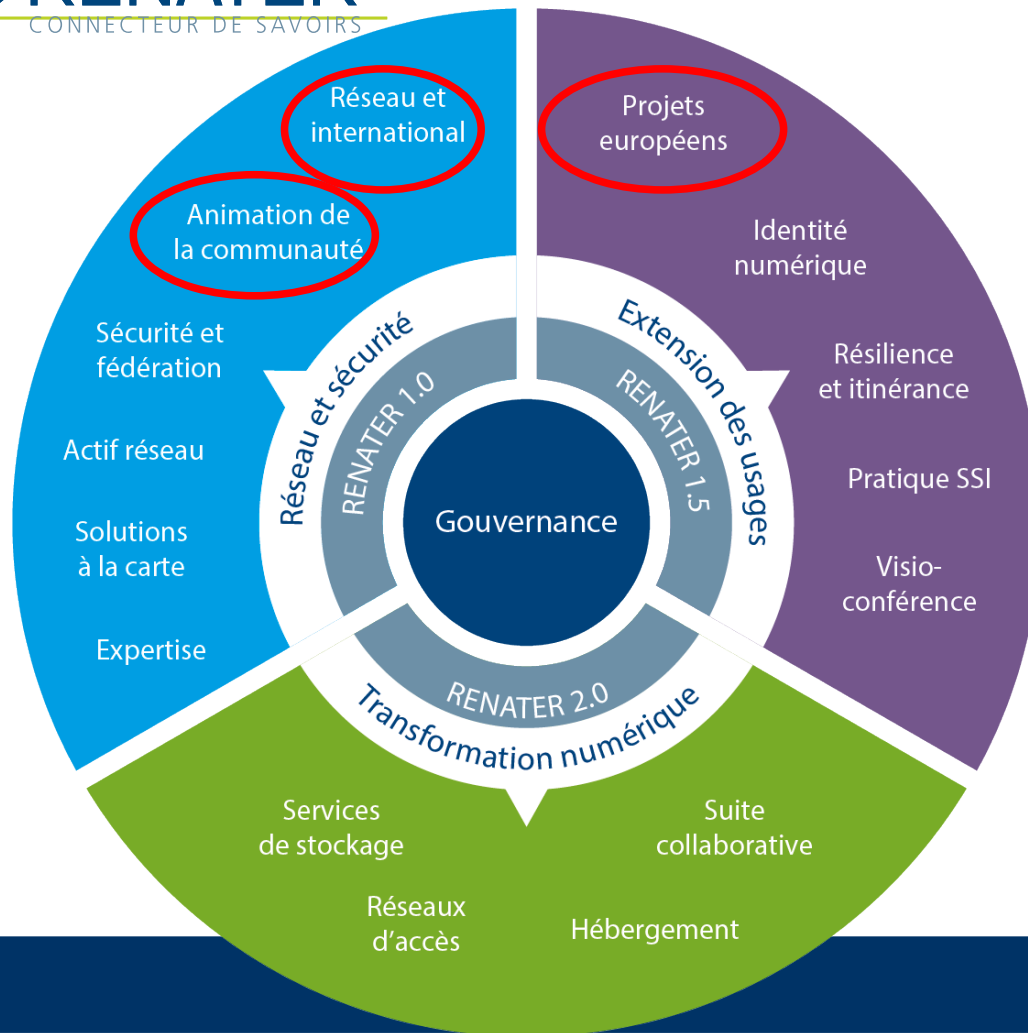 RENATER
CONNECTEUR DE SAVOIRS
Réseau et
international
Animation de
la communauté
Sécurité et
fédération
Actif réseau
Solutions
à la carte
Expertise
Réseau et sécurité
RENATER 1.0
Projets
européens
Identité
numérique
Résilience
et itinérance
Pratique SSI
Visio-
conférence
Extension des usages
RENATER 1.5
Gouvernance
RENATER 2.0
Transformation numérique
Services
de stockage
Suite
collaborative
Réseaux
d’accès
Hébergement